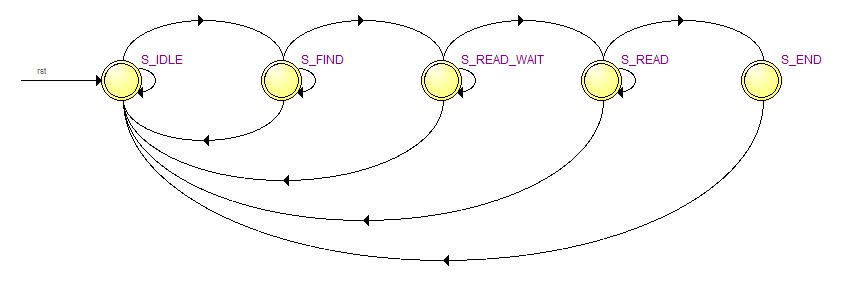 S_IDLE
S_FIND
S_READ_WAIT
S_READ
S_END
rst